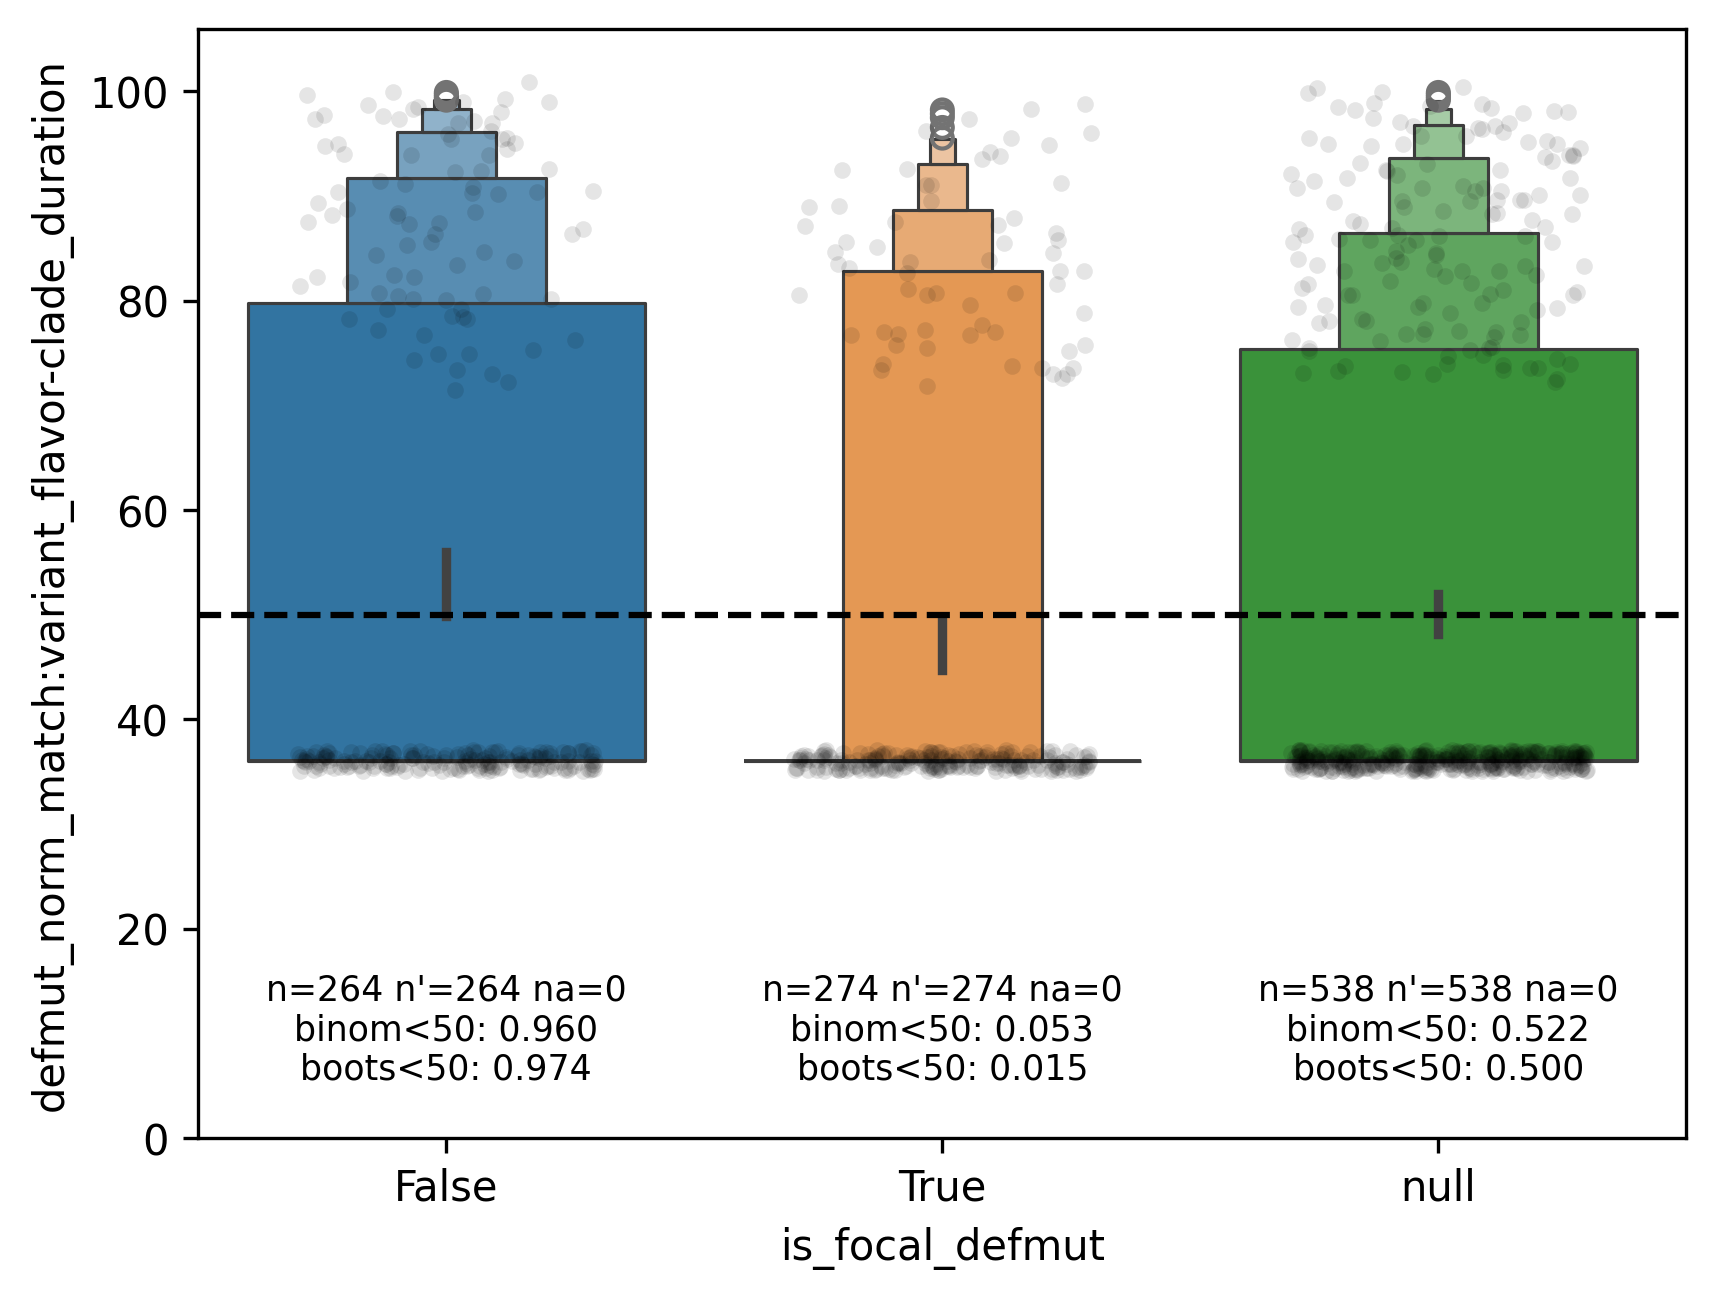 defmut_norm_match:variant_flavor-clade_duration
100
80
60
40
20
0
n=264 n'=264 na=0
binom<50: 0.960
boots<50: 0.974
n=274 n'=274 na=0
binom<50: 0.053
boots<50: 0.015
n=538 n'=538 na=0
binom<50: 0.522
boots<50: 0.500
False
True
null
is_focal_defmut